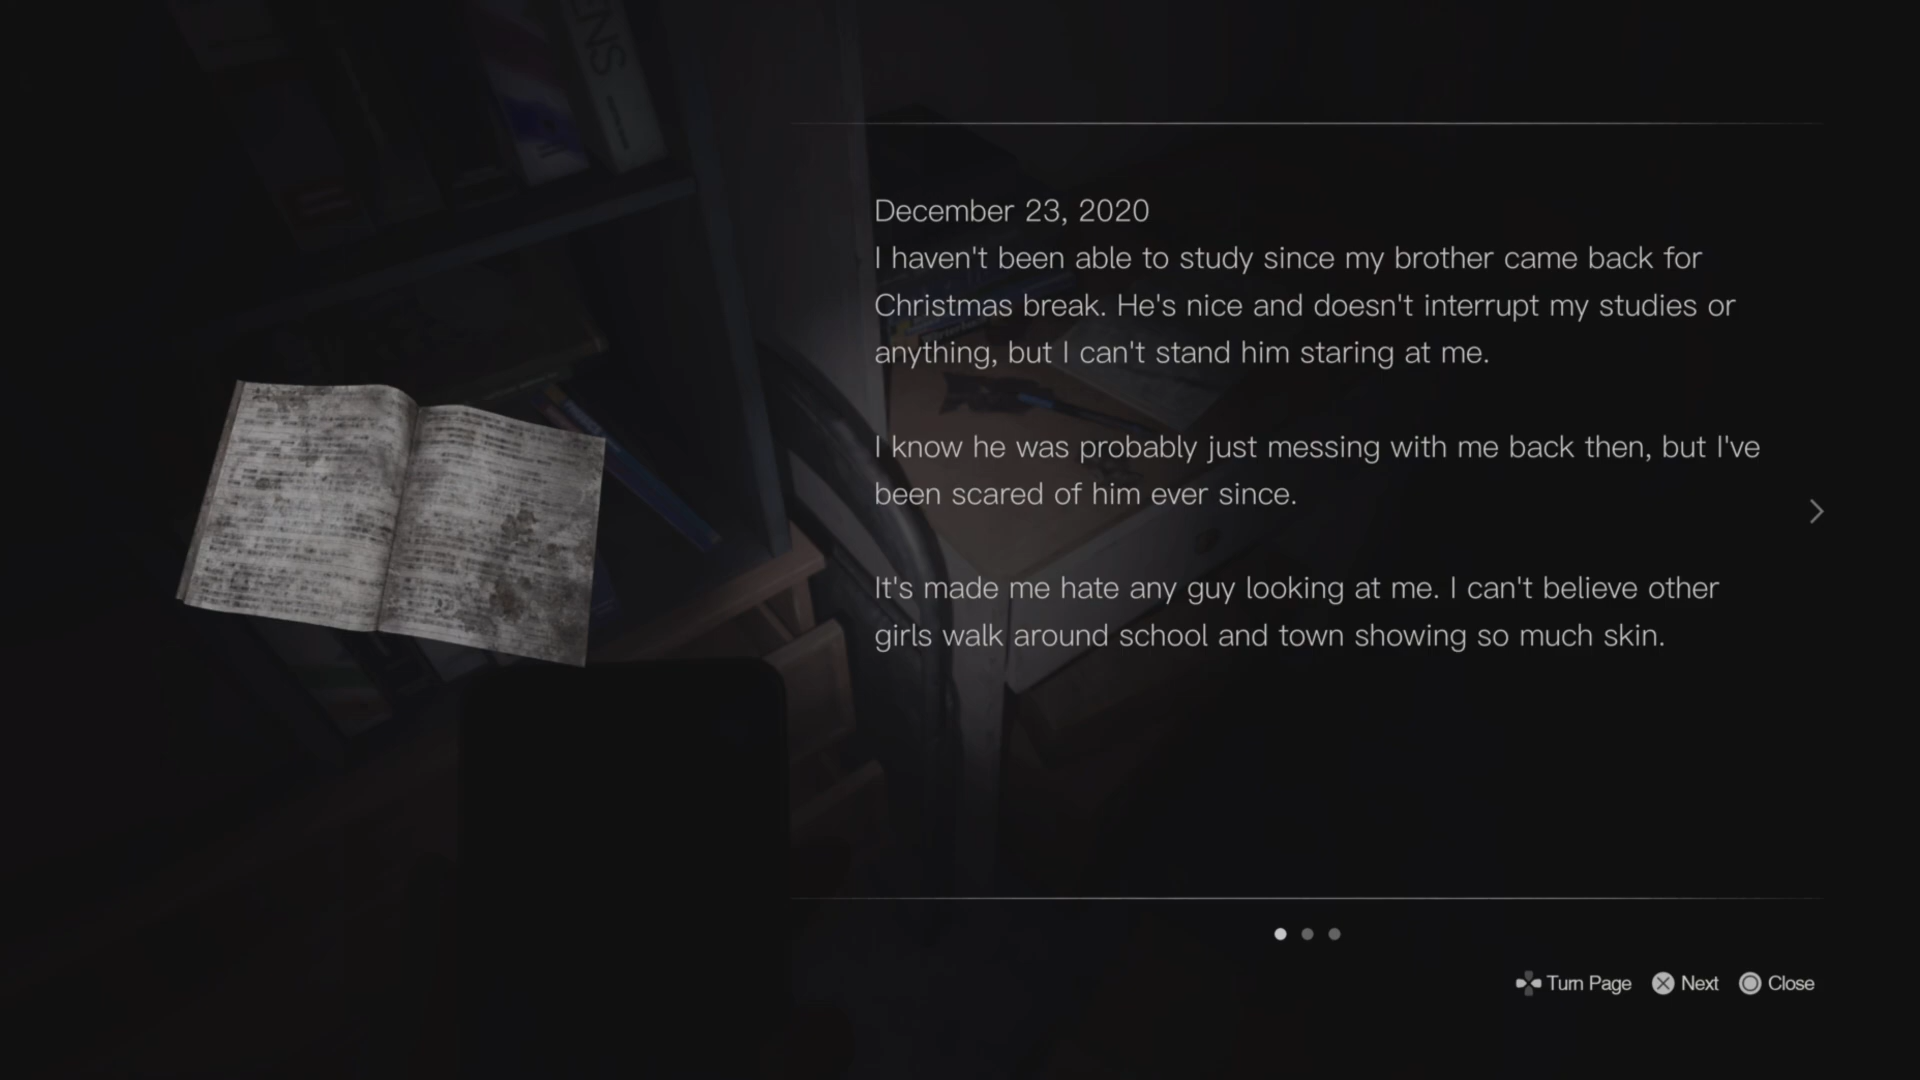 ENS
December 23, 2020
I haven't been able to study since my brother came back for
Christmas break. He's nice and doesn't interrupt my studies or
anything, but I can't stand him staring at me.
I know he was probably just messing with me back then, but I've
been scared of him ever since.
It's made me hate any guy looking at me. I can't believe other
girls walk around school and town showing so much skin.
Turn Page Next Close